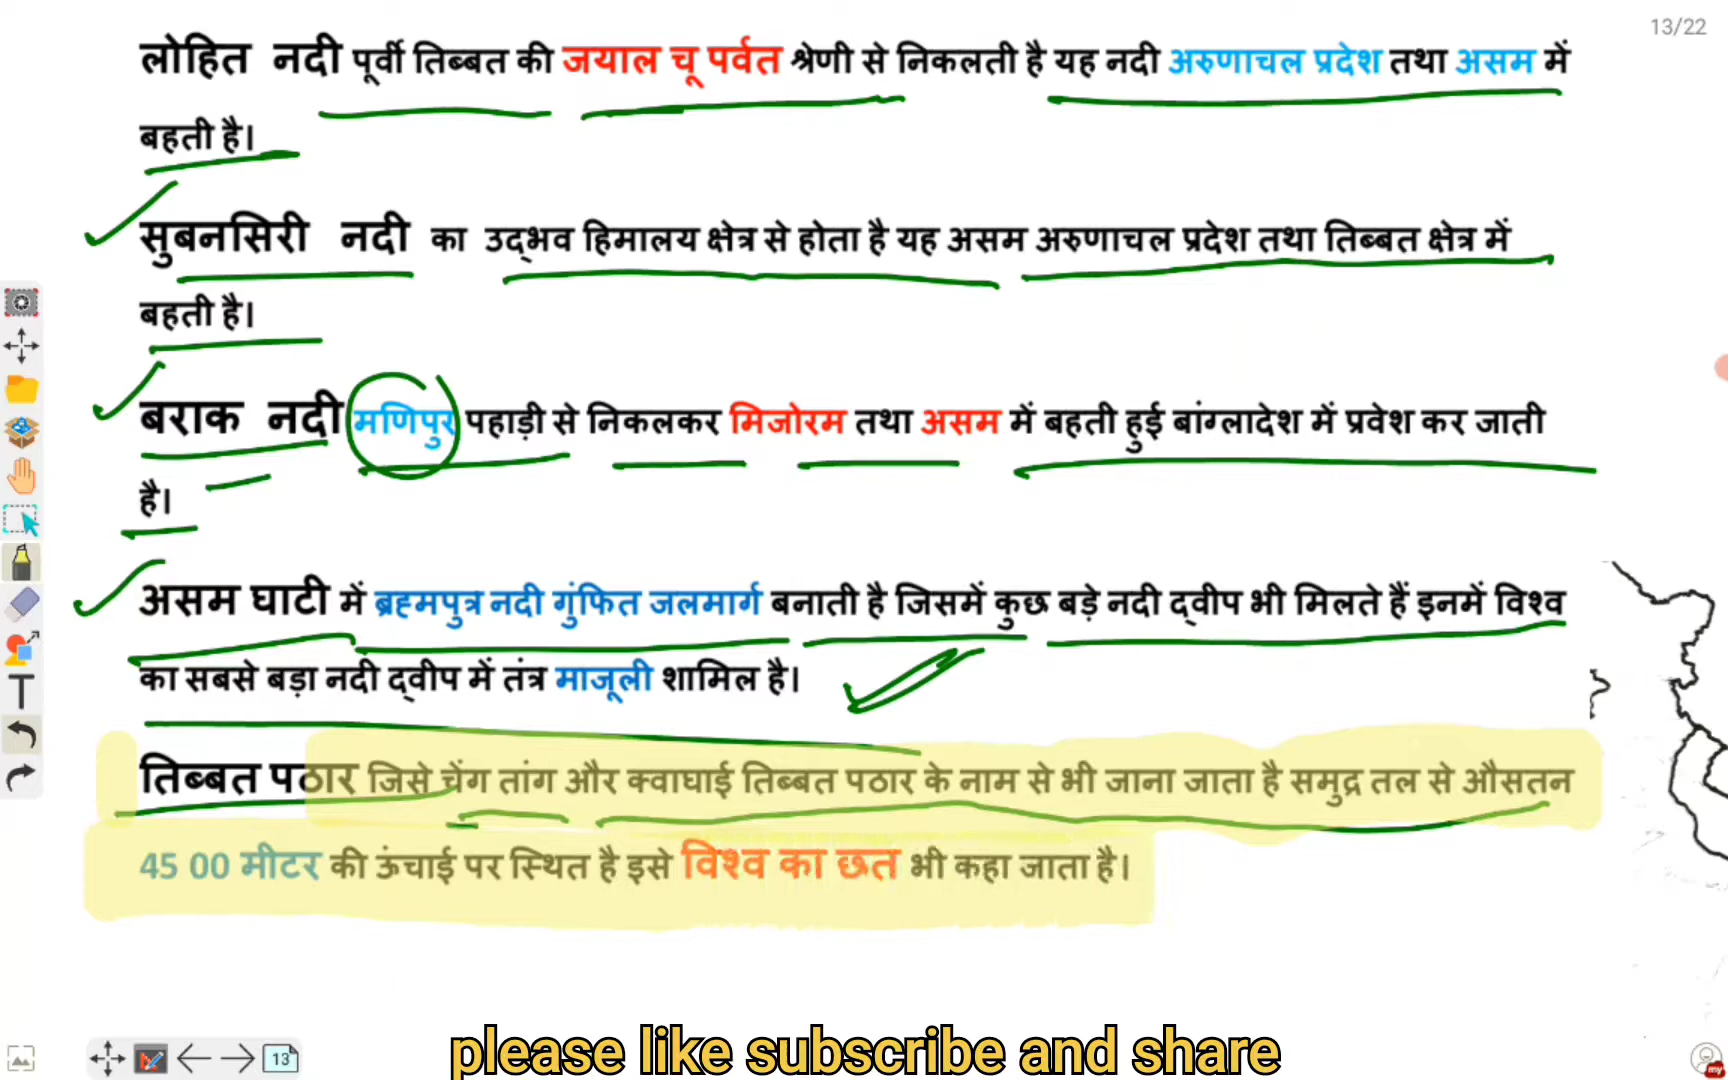 13/22
लोहित नदी पूर्वी तिब्बत की जयाल चू पर्वत श्रेणी से निकलती है यह नदी अरुणाचल प्रदेश तथा असम में
बहती है।
सुबनसिरी नदी का उद्भव हिमालय क्षेत्र से होता है यह असम अरुणाचल प्रदेश तथा तिब्बत क्षेत्र में
बहती है।
बराक नदी मणिपुर पहाड़ी से निकलकर मिजोरम तथा असम में बहती हुई बांग्लादेश में प्रवेश कर जाती
है।
असम घाटी में ब्रह्मपुत्र नदी गुंफित जलमार्ग बनाती है जिसमें कुछ बड़े नदी द्वीप भी मिलते हैं इनमें विश्व
का सबसे बड़ा नदी द्वीप में तंत्र माजूली शामिल है।
तिब्बत पठार जिसे चेंग तांग और क्वाघाई तिब्बत पठार के नाम से भी जाना जाता है समुद्र तल से औसतन
45 00 मीटर की ऊंचाई पर स्थित है इसे विश्व का छत भी कहा जाता है।
13
please like subscribe and share
my